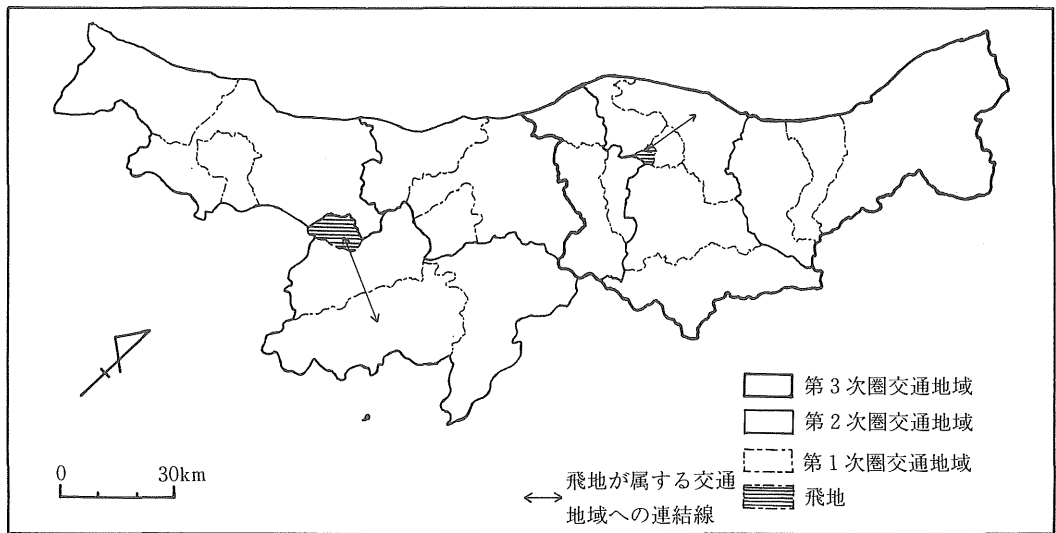 第3次圏交通地域
第2次圏交通地域
第1次圏交通地域
飛地
飛地が属する交通
地域への連結線
0 30km